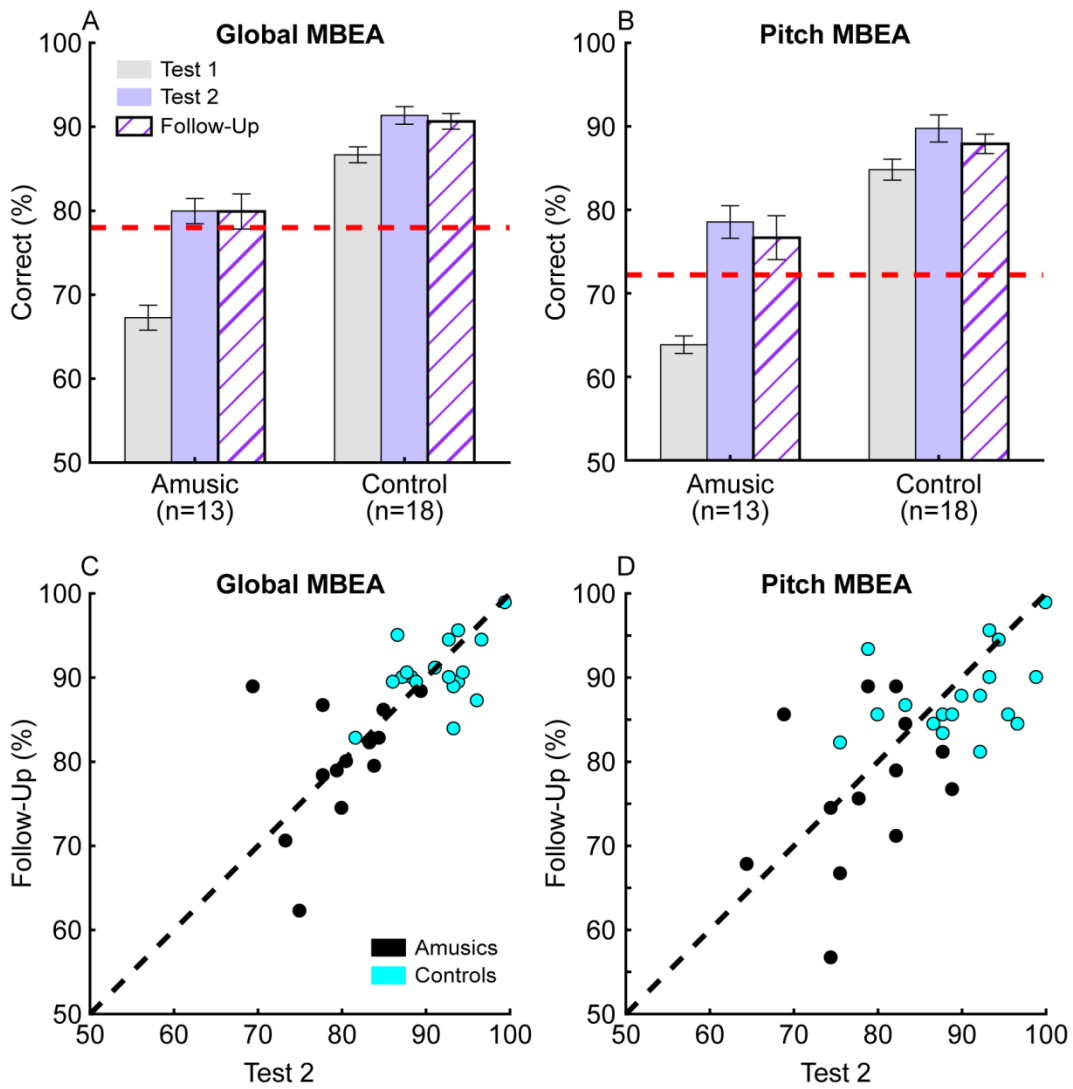 A
Global MBEA
100
90
80
70
60
50
Correct (%)
Test 1
Test 2
Follow-Up
Amusic
(n=13)
Control
(n=18)
B
Pitch MBEA
100
90
80
70
60
50
Correct (%)
Amusic
(n=13)
Control
(n=18)
C
Global MBEA
100
90
80
70
60
50
Follow-Up (%)
Amusics
Controls
50 60 70 80 90 100
Test 2
D
Pitch MBEA
100
90
80
70
60
50
Follow-Up (%)
50 60 70 80 90 100
Test 2